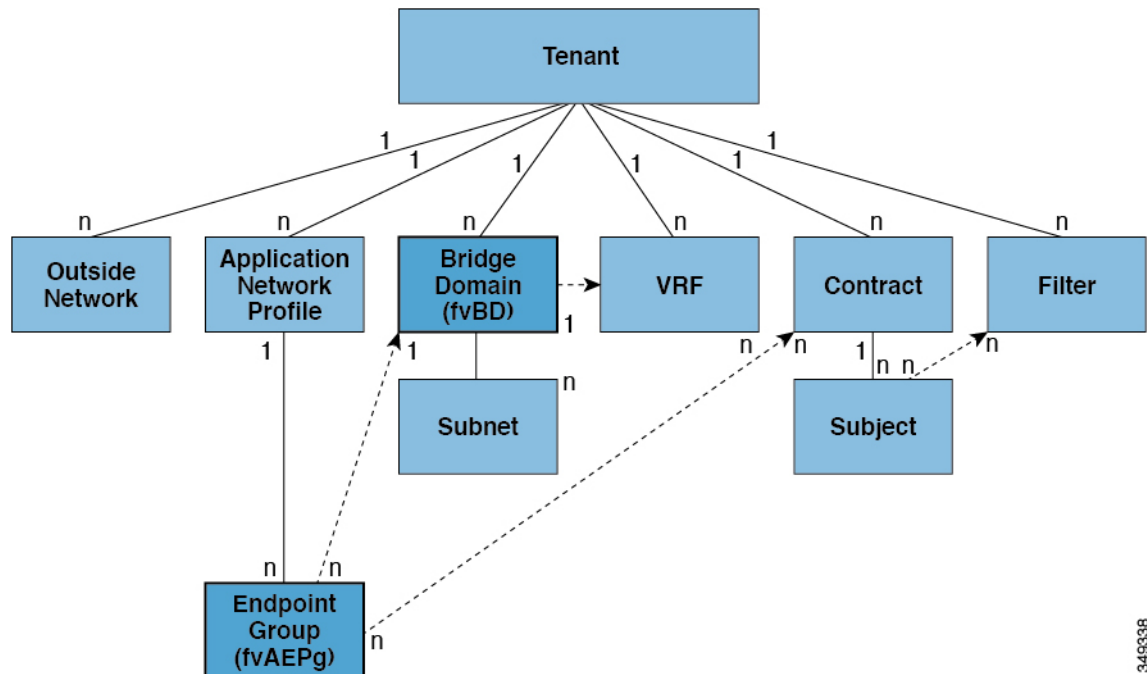 Tenant
1
1
1
1
1
1
n
n
n
n
n
n
Outside
Network
Application
Network
Profile
Bridge
Domain
(fvBD)
VRF
Contract
Filter
1
1
1
n
n
1
n
n
n
n
Subnet
Subject
n
n
n
Endpoint
Group
(fvAEPg)
349338